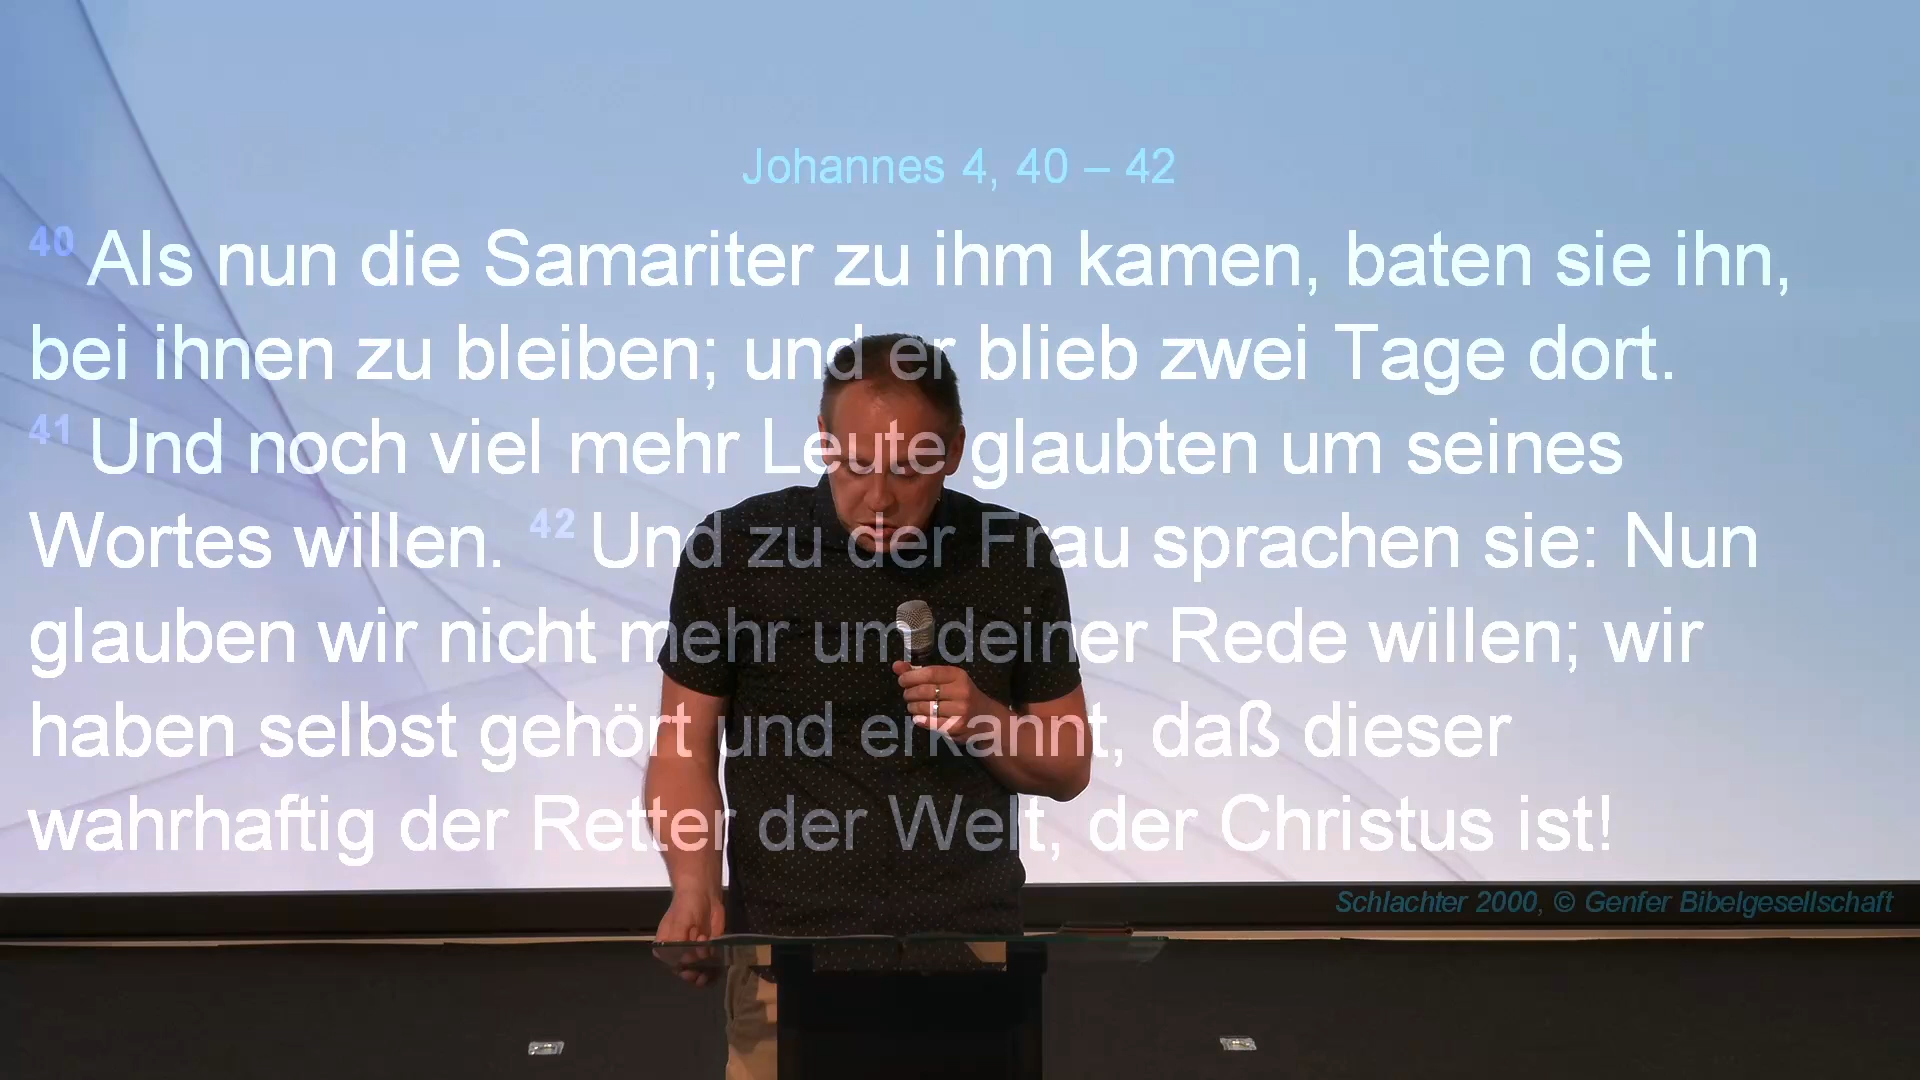 Johannes 4, 40 – 42
40 Als nun die Samariter zu ihm kamen, baten sie ihn,
bei ihnen zu bleiben; und er blieb zwei Tage dort.
41 Und noch viel mehr Leute glaubten um seines
Wortes willen. 42 Und zu der Frau sprachen sie: Nun
glauben wir nicht mehr um deiner Rede willen; wir
haben selbst gehört und erkannt, daß dieser
wahrhaftig der Retter der Welt, der Christus ist!
Schlachter 2000, © Genfer Bibelgesellschaft